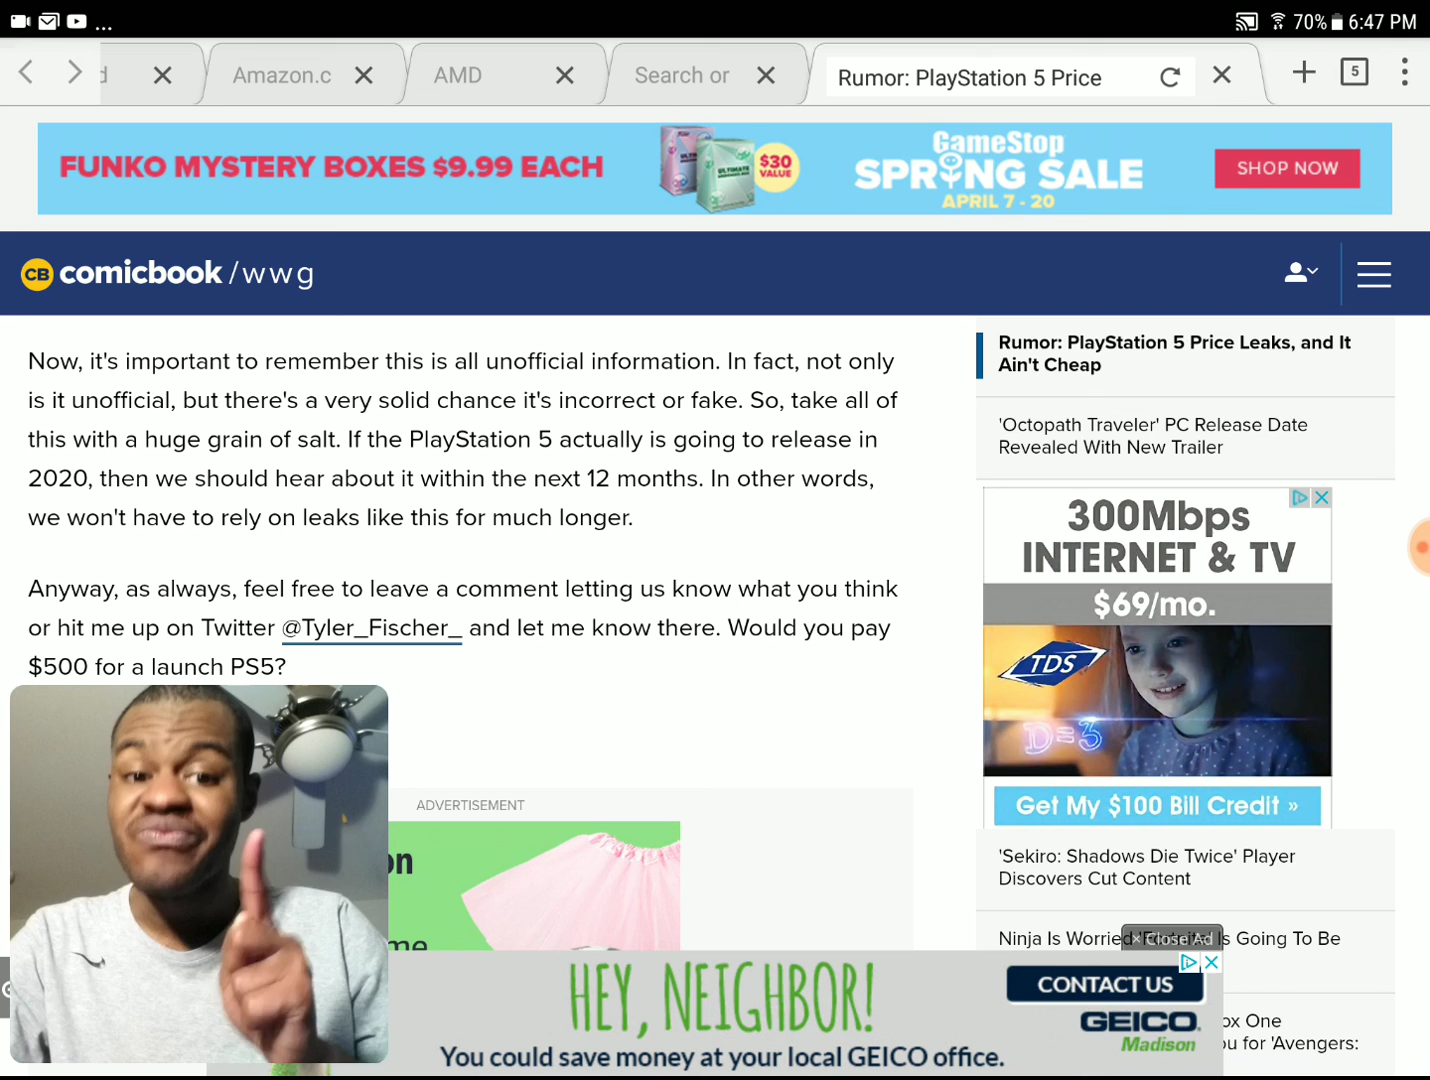 ...
70% 6:47 PM
d
Amazon.c
AMD
Search or
Rumor: PlayStation 5 Price
5
FUNKO MYSTERY BOXES $9.99 EACH
$30
VALUE
GameStop
SPRING SALE
APRIL 7 - 20
SHOP NOW
CB comicbook /wwg
Now, it's important to remember this is all unofficial information. In fact, not only
is it unofficial, but there's a very solid chance it's incorrect or fake. So, take all of
this with a huge grain of salt. If the PlayStation 5 actually is going to release in
2020, then we should hear about it within the next 12 months. In other words,
we won't have to rely on leaks like this for much longer.
Anyway, as always, feel free to leave a comment letting us know what you think
or hit me up on Twitter @Tyler_Fischer_ and let me know there. Would you pay
$500 for a launch PS5?
ADVERTISEMENT
on
me
Rumor: PlayStation 5 Price Leaks, and It
Ain't Cheap
'Octopath Traveler' PC Release Date
Revealed With New Trailer
300Mbps
INTERNET & TV
$69/mo.
TDS
D=3
Get My $100 Bill Credit »
'Sekiro: Shadows Die Twice' Player
Discovers Cut Content
Ninja Is Worried 'Fortnite' Is Going To Be
× Close Ad
ox One
ou for 'Avengers:
HEY, NEIGHBOR!
You could save money at your local GEICO office.
CONTACT US
GEICO
Madison